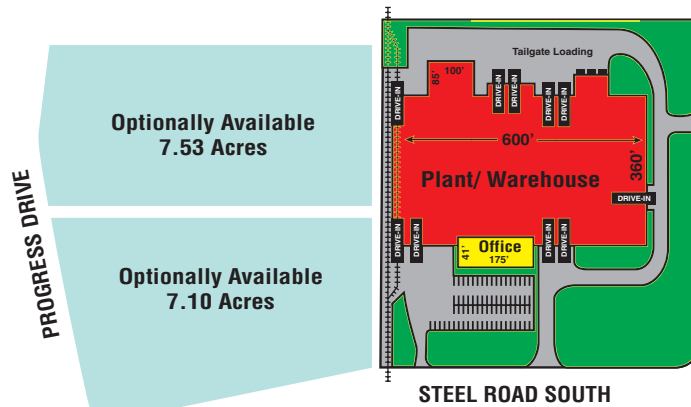 Tailgate Loading
85'
100'
DRIVE-IN
DRIVE-IN
DRIVE-IN
DRIVE-IN
DRIVE-IN
600'
360'
Plant/ Warehouse
DRIVE-IN
DRIVE-IN
DRIVE-IN
41'
Office
175'
DRIVE-IN
DRIVE-IN
Optionally Available
7.53 Acres
PROGRESS DRIVE
Optionally Available
7.10 Acres
STEEL ROAD SOUTH